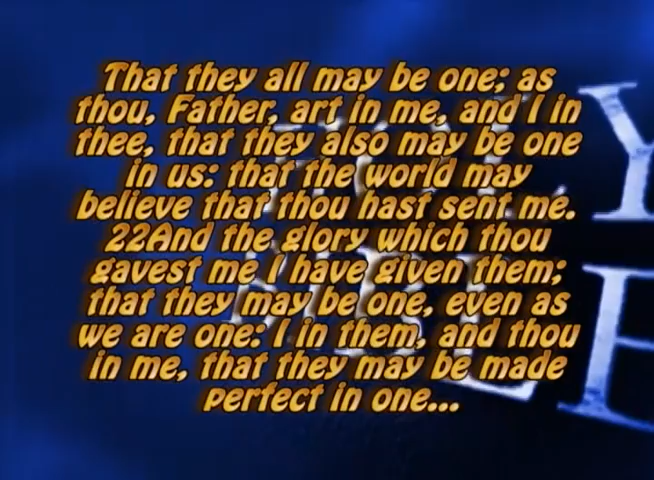 That they all may be one; as
thou, Father, art in me, and I in
thee, that they also may be one
in us: that the world may
believe that thou hast sent me.
22And the glory which thou
gavest me I have given them;
that they may be one, even as
we are one: I in them, and thou
in me, that they may be made
perfect in one...